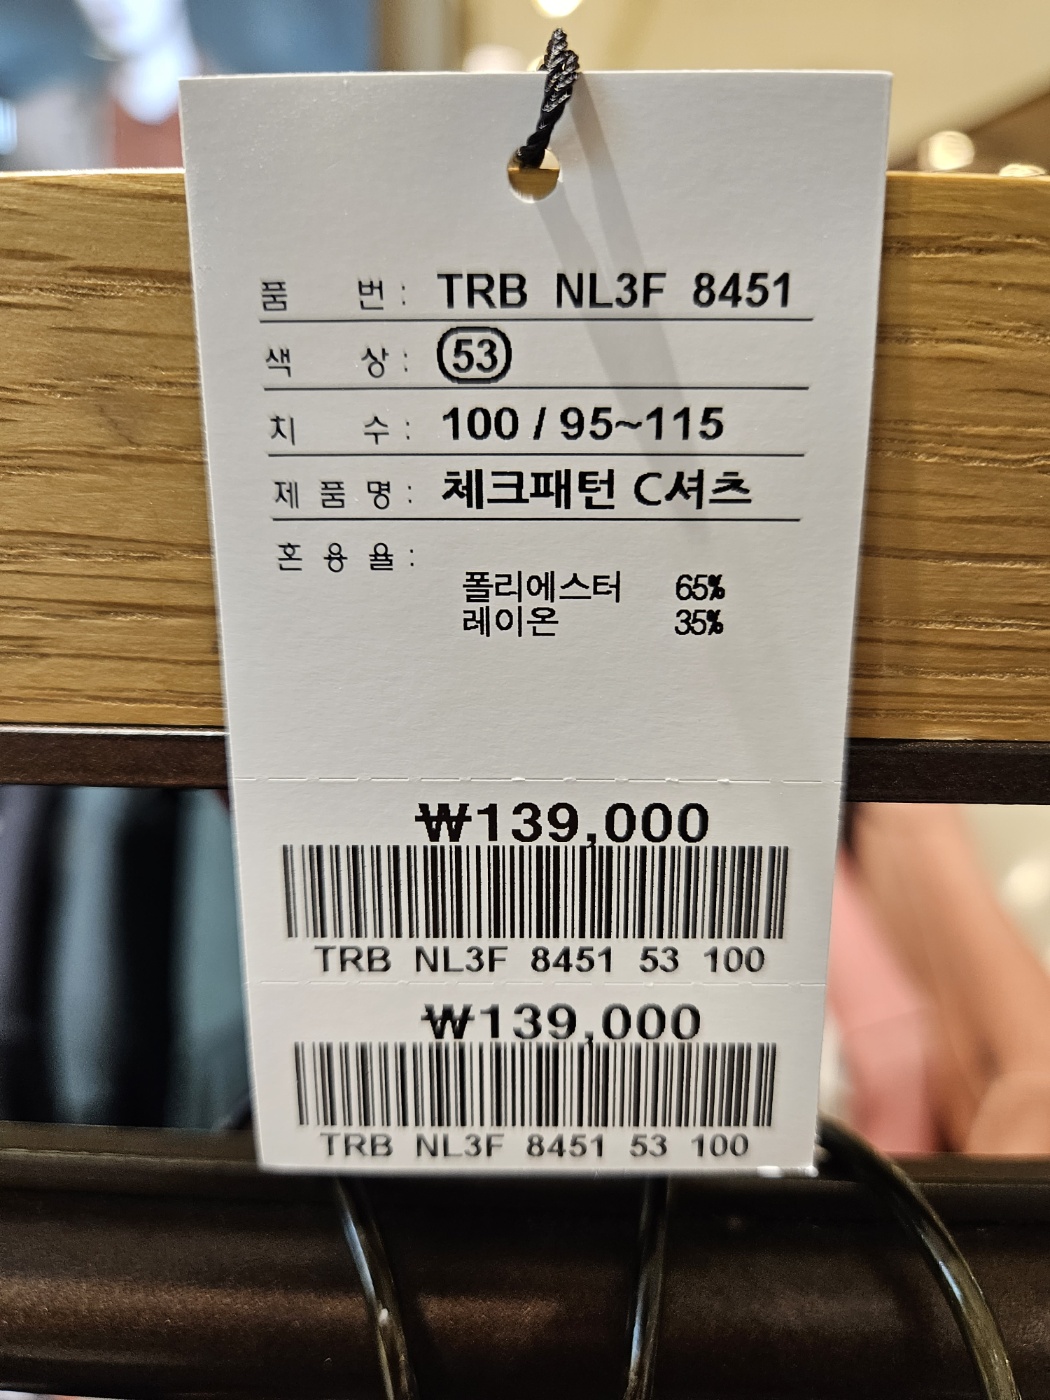 품 번 : TRB NL3F 8451
색 상 : 53
치 수 : 100 / 95~115
제 품 명 : 체크패턴 C셔츠
혼 용 율 :
폴리에스터 65%
레이온 35%
₩139,000
TRB NL3F 8451 53 100
₩139,000
TRB NL3F 8451 53 100